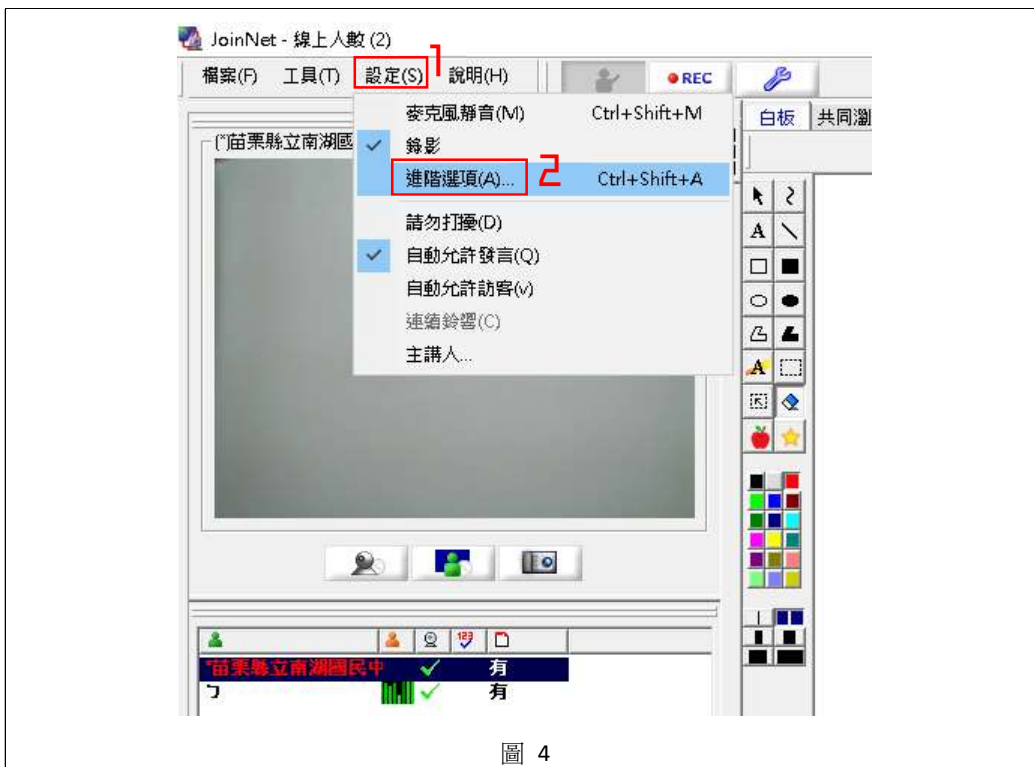 JoinNet - 線上人數 (2)
1
檔案(F) 工具(T) 設定(S) 說明(H) REC
麥克風靜音(M) Ctrl+Shift+M
白板 共同瀏
(*)苗栗縣立南湖國
錄影
進階選項(A)... 2 Ctrl+Shift+A
請勿打擾(D)
自動允許發言(Q)
自動允許訪客(v)
連續鈴響(C)
主講人...
A
A
123
*苗栗縣立南湖國民中 有
ㄅ 有
圖 4